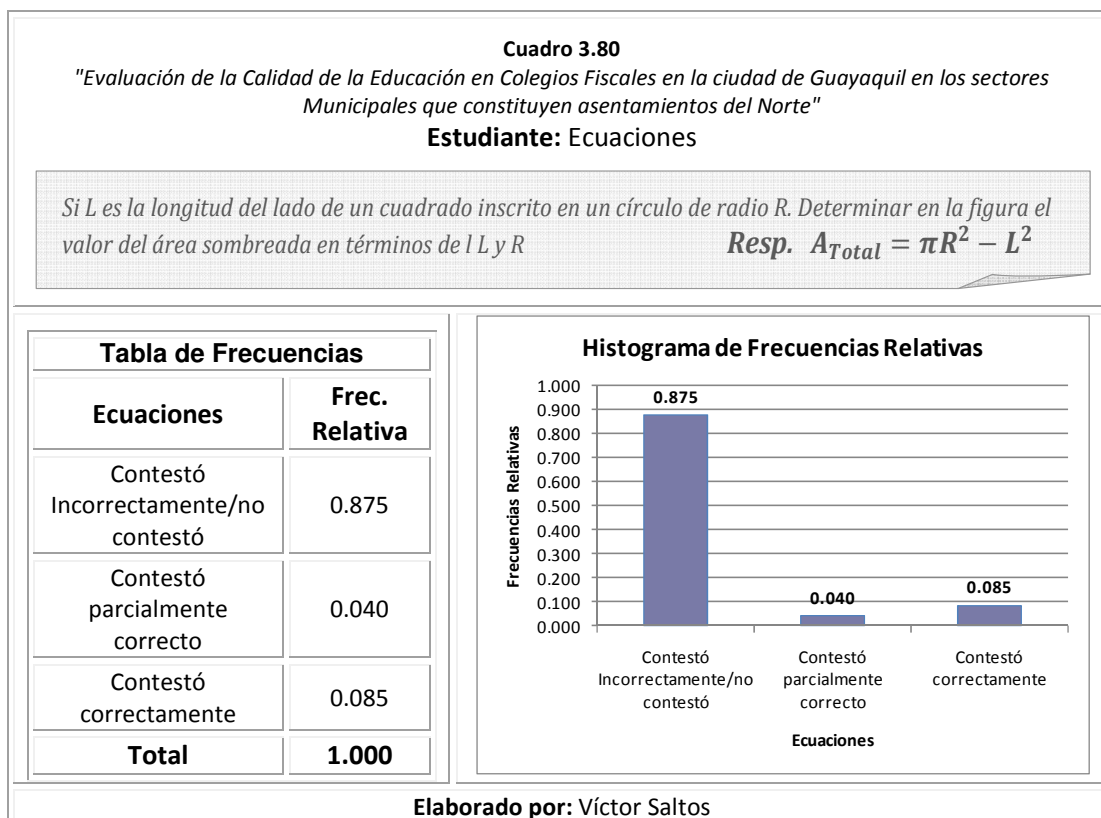 Cuadro 3.80
"Evaluación de la Calidad de la Educación en Colegios Fiscales en la ciudad de Guayaquil en los sectores
Municipales que constituyen asentamientos del Norte"
Estudiante: Ecuaciones
Si L es la longitud del lado de un cuadrado inscrito en un círculo de radio R. Determinar en la figura el
valor del área sombreada en términos de l L y R Resp. A_Total = πR² − L²
Tabla de Frecuencias
Ecuaciones Frec. Relativa
Contestó
Incorrectamente/no
contestó
0.875
Contestó
parcialmente
correcto
0.040
Contestó
correctamente
0.085
Total 1.000
Histograma de Frecuencias Relativas
Frecuencias Relativas
1.000
0.900
0.800
0.700
0.600
0.500
0.400
0.300
0.200
0.100
0.000
0.875
0.040
0.085
Contestó
Incorrectamente/no
contestó
Contestó
parcialmente
correcto
Contestó
correctamente
Ecuaciones
Elaborado por: Víctor Saltos